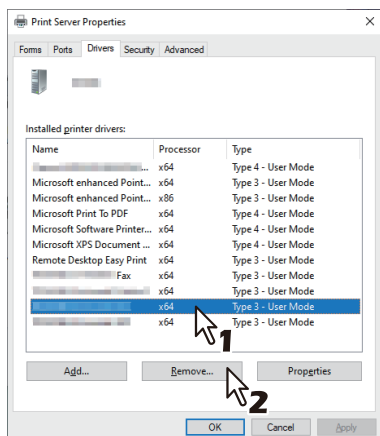 Print Server Properties
Forms Ports Drivers Security Advanced
Installed printer drivers:
Name Processor Type
... x64 Type 4 - User Mode
Microsoft enhanced Point... x64 Type 3 - User Mode
Microsoft enhanced Point... x86 Type 3 - User Mode
Microsoft Print To PDF x64 Type 4 - User Mode
Microsoft Software Printer... x64 Type 4 - User Mode
Microsoft XPS Document ... x64 Type 4 - User Mode
Remote Desktop Easy Print x64 Type 3 - User Mode
Fax x64 Type 3 - User Mode
x64 Type 3 - User Mode
x64 Type 3 - User Mode
x64 Type 3 - User Mode
1
Add... Remove... Properties
2
OK Cancel Apply